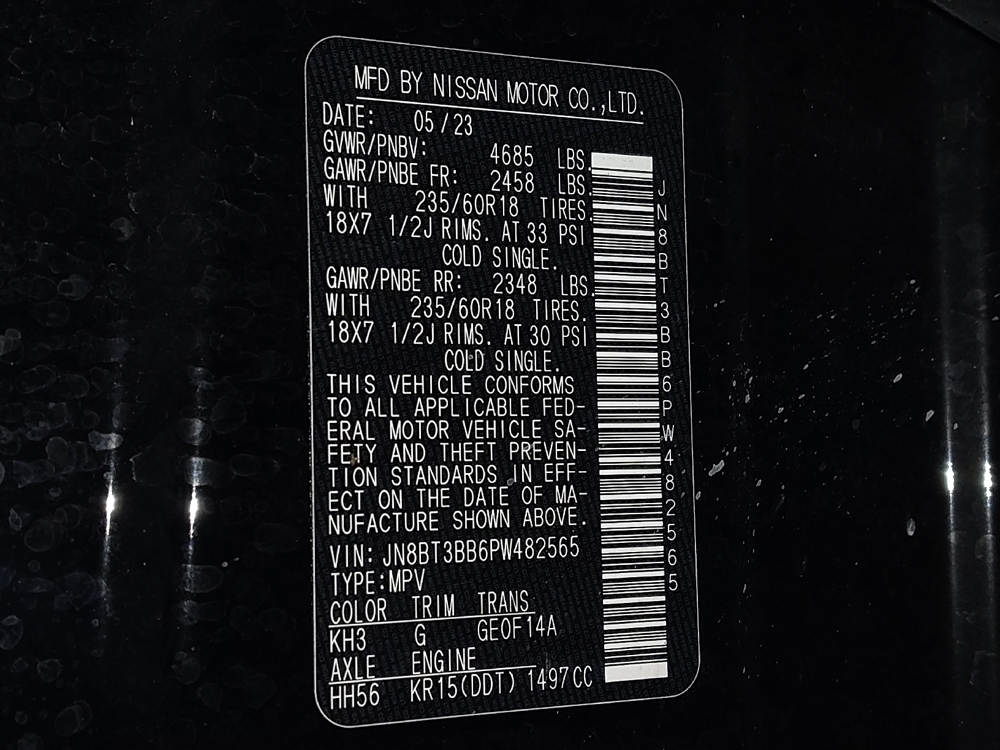 MFD BY NISSAN MOTOR CO.,LTD.
DATE: 05/23
GVWR/PNBV: 4685 LBS.
GAWR/PNBE FR: 2458 LBS.
WITH 235/60R18 TIRES.
18X7 1/2J RIMS. AT 33 PSI
COLD SINGLE.
GAWR/PNBE RR: 2348 LBS.
WITH 235/60R18 TIRES.
18X7 1/2J RIMS. AT 30 PSI
COLD SINGLE.
THIS VEHICLE CONFORMS
TO ALL APPLICABLE FED-
ERAL MOTOR VEHICLE SA-
FETY AND THEFT PREVEN-
TION STANDARDS IN EFF-
ECT ON THE DATE OF MA-
NUFACTURE SHOWN ABOVE.
VIN: JN8BT3BB6PW482565
TYPE:MPV
COLOR TRIM TRANS
KH3 G GEOF14A
AXLE ENGINE
HH56 KR15(DDT) 1497CC
JN8BT3BB6PW482565